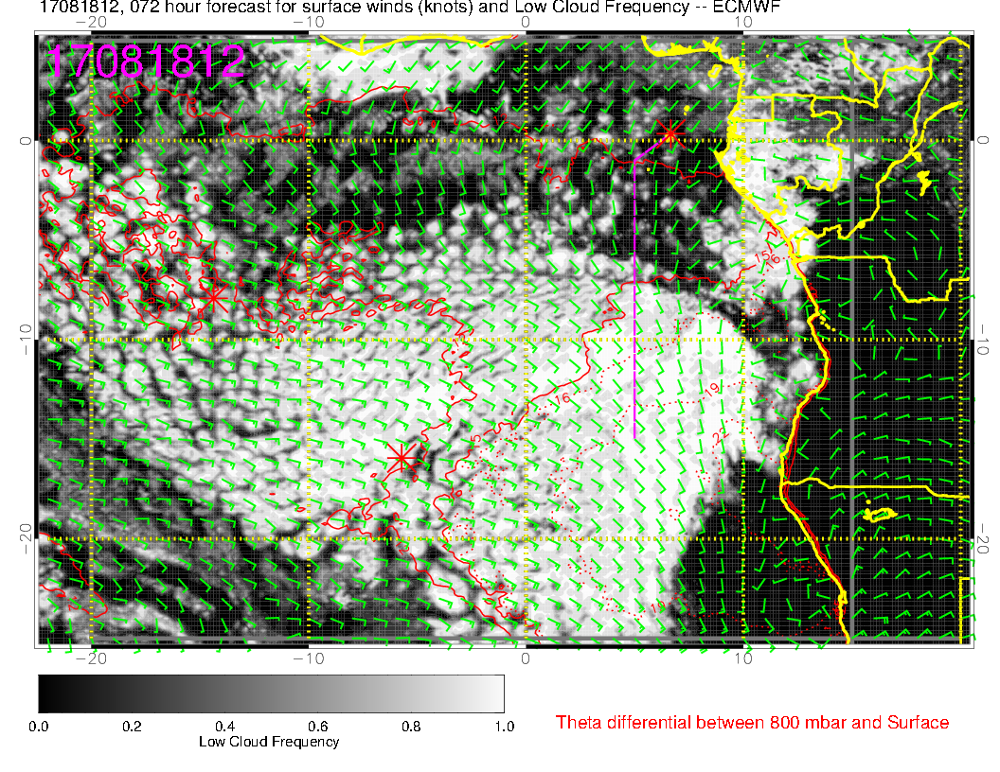 17081812, 072 hour forecast for surface winds (knots) and Low Cloud Frequency -- ECMWF
−20 −10 0 10
17081812
0 0
15
6
−10 −10
19
16
22
−20 −20
−20 −10 0 10
0.0 0.2 0.4 0.6 0.8 1.0
Low Cloud Frequency
Theta differential between 800 mbar and Surface